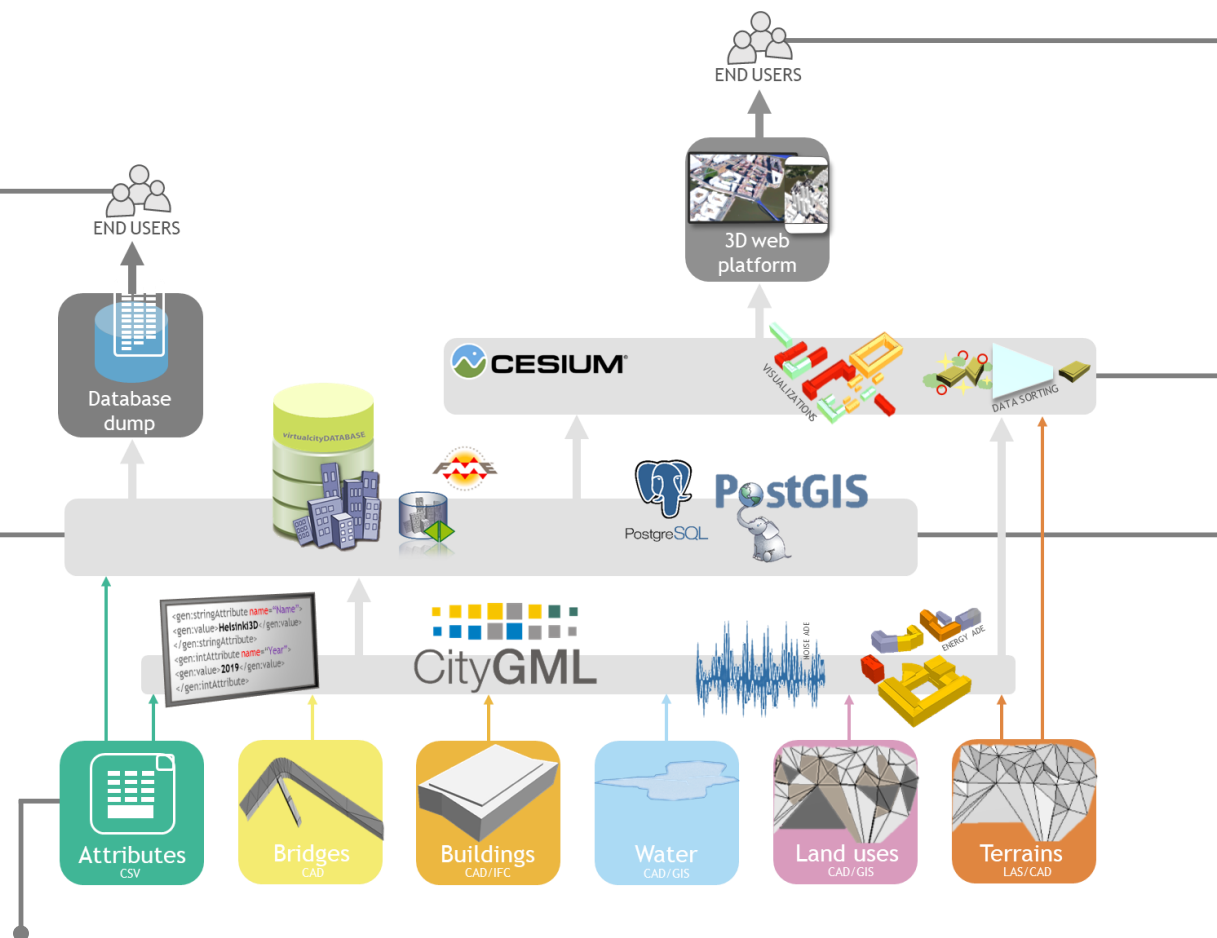 END USERS
3D web
platform
END USERS
Database
dump
CESIUM®
VISUALIZATIONS
DATA SORTING
virtualcityDATABASE
FME
PostgreSQL
PostGIS
<gen:stringAttribute name="Name">
<gen:value>Helsinki3D</gen:value>
</gen:stringAttribute>
<gen:intAttribute name="Year">
<gen:value>2019</gen:value>
</gen:intAttribute>
CityGML
NOISE ADE
ENERGY ADE
Attributes
CSV
Bridges
CAD
Buildings
CAD/IFC
Water
CAD/GIS
Land uses
CAD/GIS
Terrains
LAS/CAD